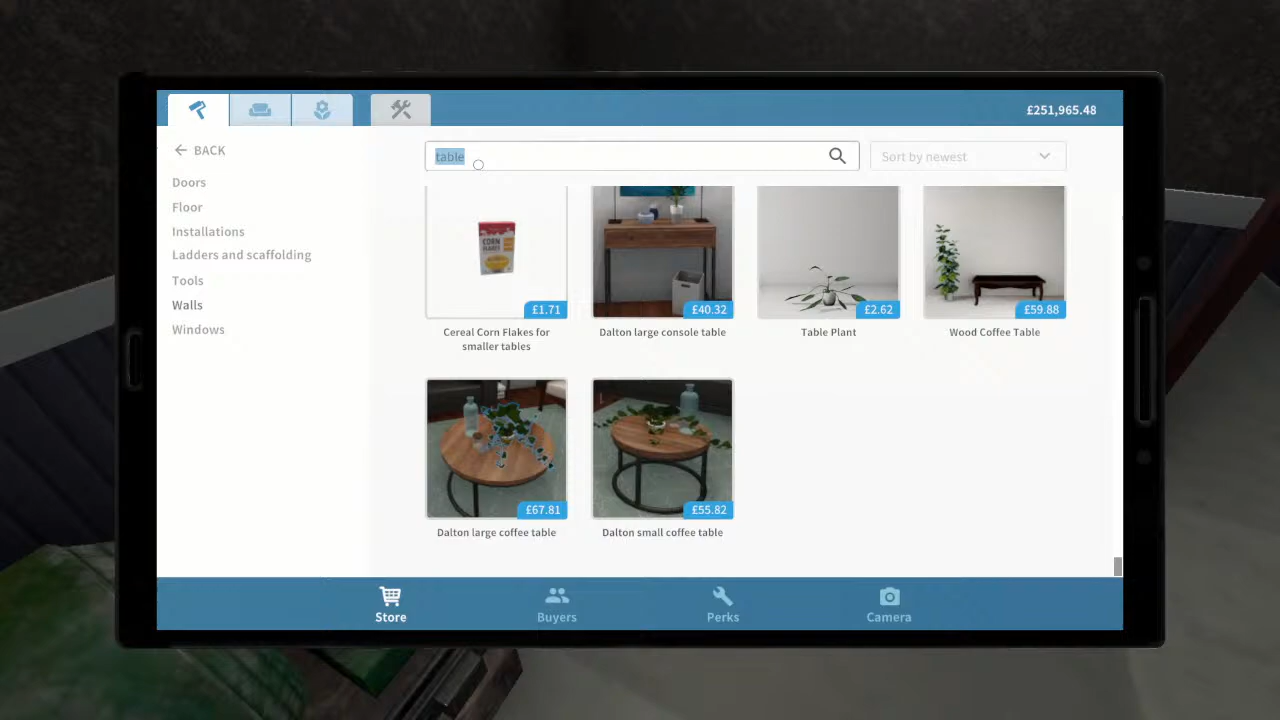 £251,965.48
BACK
table
Sort by newest
Doors
Floor
Installations
Ladders and scaffolding
Tools
Walls
Windows
CORN
FLAKES
£1.71
£40.32
£2.62
£59.88
Cereal Corn Flakes for
smaller tables
Dalton large console table
Table Plant
Wood Coffee Table
£67.81
£55.82
Dalton large coffee table
Dalton small coffee table
Store
Buyers
Perks
Camera